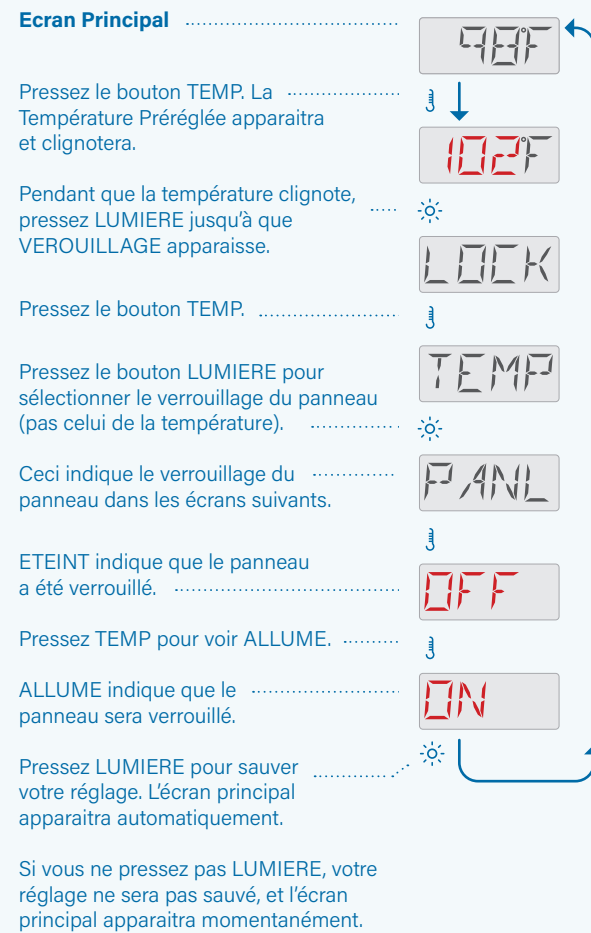 Ecran Principal
98°F
Pressez le bouton TEMP. La
Température Préréglée apparaitra
et clignotera.
102°F
Pendant que la température clignote,
pressez LUMIERE jusqu'à que
VEROUILLAGE apparaisse.
LOCK
Pressez le bouton TEMP.
TEMP
Pressez le bouton LUMIERE pour
sélectionner le verrouillage du panneau
(pas celui de la température).
Ceci indique le verrouillage du
panneau dans les écrans suivants.
PANL
ETEINT indique que le panneau
a été verrouillé.
OFF
Pressez TEMP pour voir ALLUME.
ALLUME indique que le
panneau sera verrouillé.
ON
Pressez LUMIERE pour sauver
votre réglage. L'écran principal
apparaitra automatiquement.
Si vous ne pressez pas LUMIERE, votre
réglage ne sera pas sauvé, et l'écran
principal apparaitra momentanément.